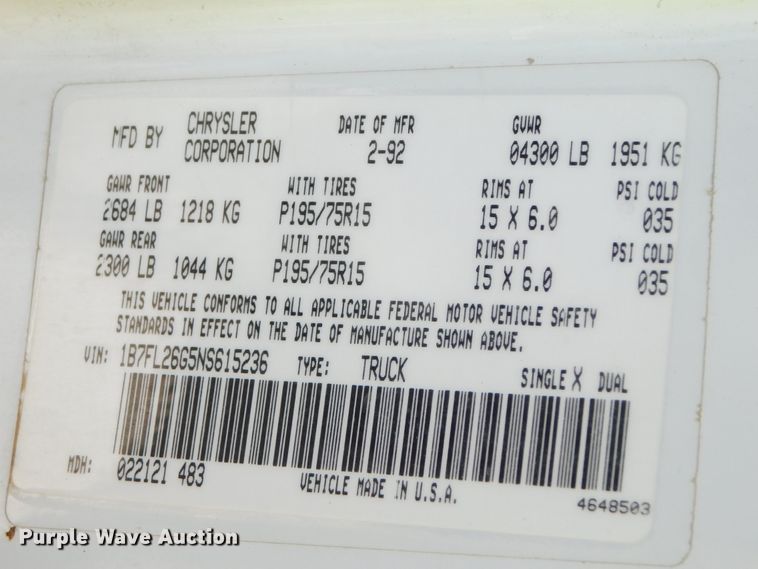 MFD BY CHRYSLER CORPORATION DATE OF MFR 2-92 GVWR 04300 LB 1951 KG
GAWR FRONT WITH TIRES RIMS AT PSI COLD
2684 LB 1218 KG P195/75R15 15 X 6.0 035
GAWR REAR WITH TIRES RIMS AT PSI COLD
2300 LB 1044 KG P195/75R15 15 X 6.0 035
THIS VEHICLE CONFORMS TO ALL APPLICABLE FEDERAL MOTOR VEHICLE SAFETY
STANDARDS IN EFFECT ON THE DATE OF MANUFACTURE SHOWN ABOVE.
VIN: 1B7FL26G5NS615236 TYPE: TRUCK SINGLE X DUAL
MDH: 022121 483 VEHICLE MADE IN U.S.A. 4648503
Purple Wave Auction